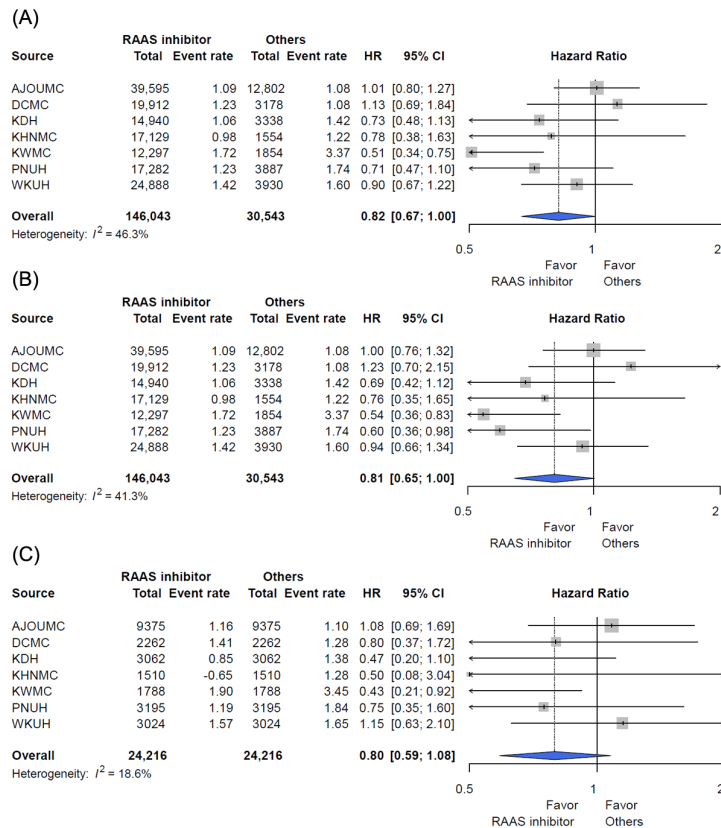 (A)
RAAS inhibitor Others
Source Total Event rate Total Event rate HR 95% CI Hazard Ratio
AJOUMC 39,595 1.09 12,802 1.08 1.01 [0.80; 1.27]
DCMC 19,912 1.23 3178 1.08 1.13 [0.69; 1.84]
KDH 14,940 1.06 3338 1.42 0.73 [0.48; 1.13]
KHNMC 17,129 0.98 1554 1.22 0.78 [0.38; 1.63]
KWMC 12,297 1.72 1854 3.37 0.51 [0.34; 0.75]
PNUH 17,282 1.23 3887 1.74 0.71 [0.47; 1.10]
WKUH 24,888 1.42 3930 1.60 0.90 [0.67; 1.22]
Overall 146,043 30,543 0.82 [0.67; 1.00]
Heterogeneity: I² = 46.3%
0.5 1 2
Favor Favor
RAAS inhibitor Others
(B)
RAAS inhibitor Others
Source Total Event rate Total Event rate HR 95% CI Hazard Ratio
AJOUMC 39,595 1.09 12,802 1.08 1.00 [0.76; 1.32]
DCMC 19,912 1.23 3178 1.08 1.23 [0.70; 2.15]
KDH 14,940 1.06 3338 1.42 0.69 [0.42; 1.12]
KHNMC 17,129 0.98 1554 1.22 0.76 [0.35; 1.65]
KWMC 12,297 1.72 1854 3.37 0.54 [0.36; 0.83]
PNUH 17,282 1.23 3887 1.74 0.60 [0.36; 0.98]
WKUH 24,888 1.42 3930 1.60 0.94 [0.66; 1.34]
Overall 146,043 30,543 0.81 [0.65; 1.00]
Heterogeneity: I² = 41.3%
0.5 1 2
Favor Favor
RAAS inhibitor Others
(C)
RAAS inhibitor Others
Source Total Event rate Total Event rate HR 95% CI Hazard Ratio
AJOUMC 9375 1.16 9375 1.10 1.08 [0.69; 1.69]
DCMC 2262 1.41 2262 1.28 0.80 [0.37; 1.72]
KDH 3062 0.85 3062 1.38 0.47 [0.20; 1.10]
KHNMC 1510 -0.65 1510 1.28 0.50 [0.08; 3.04]
KWMC 1788 1.90 1788 3.45 0.43 [0.21; 0.92]
PNUH 3195 1.19 3195 1.84 0.75 [0.35; 1.60]
WKUH 3024 1.57 3024 1.65 1.15 [0.63; 2.10]
Overall 24,216 24,216 0.80 [0.59; 1.08]
Heterogeneity: I² = 18.6%
0.5 1 2
Favor Favor
RAAS inhibitor Others